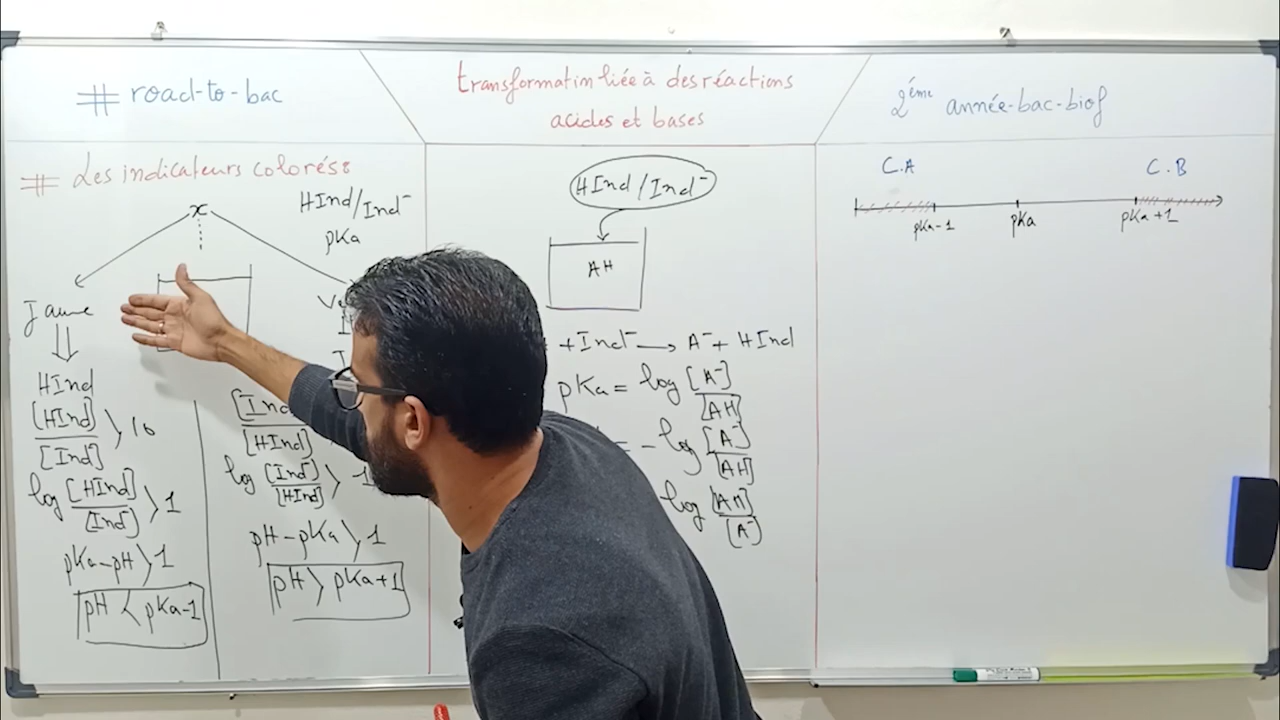 # road-to-bac
transformation liée à des réactions
acides et bases
2ème année-bac-biof
# Les indicateurs colorés:
x
HInd/Ind⁻
pKa
Jaune
⇓
HInd
[HInd]/[Ind⁻] > 10
log [HInd]/[Ind⁻] > 1
pKa-pH > 1
pH < pKa-1
[Ind
[HInd]
log [Ind⁻]/[HInd] > 1
pH-pKa > 1
pH > pKa+1
HInd/Ind⁻
AH
+Ind⁻ → A⁻ + HInd
pKa = log [A⁻]/[AH]
= -log [A⁻]/[AH]
log [AH]/[A⁻]
C.A
C.B
pKa-1
pKa
pKa+1